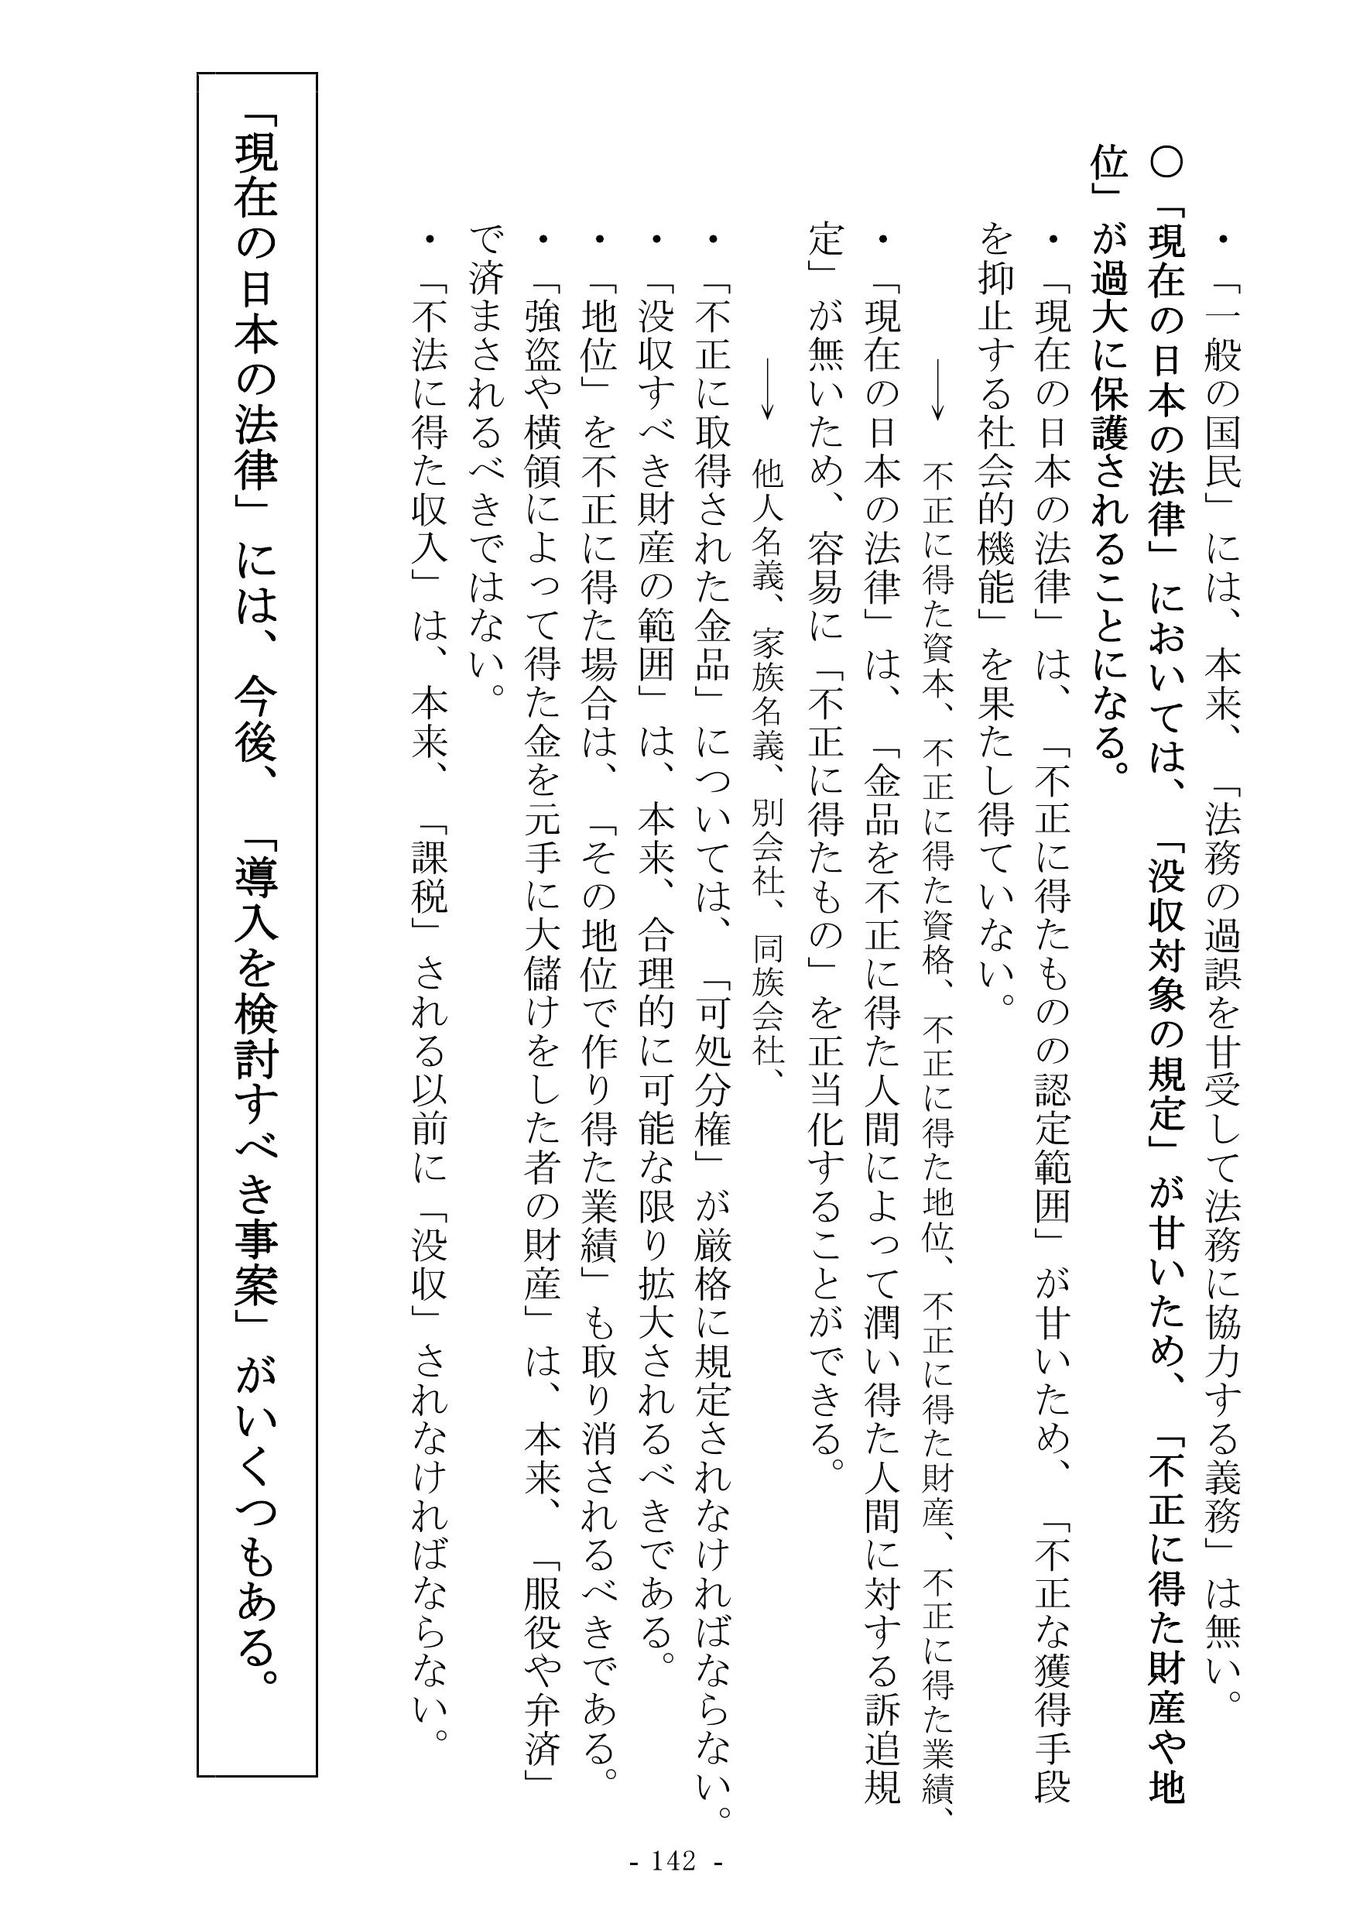 ・「一般の国民」には、本来、「法務の過誤を甘受して法務に協力する義務」は無い。
〇「現在の日本の法律」においては、「没収対象の規定」が甘いため、「不正に得た財産や地
位」が過大に保護されることになる。
・「現在の日本の法律」は、「不正に得たものの認定範囲」が甘いため、「不正な獲得手段
を抑止する社会的機能」を果たし得ていない。
→ 不正に得た資本、不正に得た資格、不正に得た地位、不正に得た財産、不正に得た業績、
・「現在の日本の法律」は、「金品を不正に得た人間によって潤い得た人間に対する訴追規
定」が無いため、容易に「不正に得たもの」を正当化することができる。
→ 他人名義、家族名義、別会社、同族会社、
・「不正に取得された金品」については、「可処分権」が厳格に規定されなければならない。
・「没収すべき財産の範囲」は、本来、合理的に可能な限り拡大されるべきである。
・「地位」を不正に得た場合は、「その地位で作り得た業績」も取り消されるべきである。
・「強盗や横領によって得た金を元手に大儲けをした者の財産」は、本来、「服役や弁済」
で済まされるべきではない。
・「不法に得た収入」は、本来、「課税」される以前に「没収」されなければならない。
「現在の日本の法律」には、今後、「導入を検討すべき事案」がいくつもある。
- 142 -